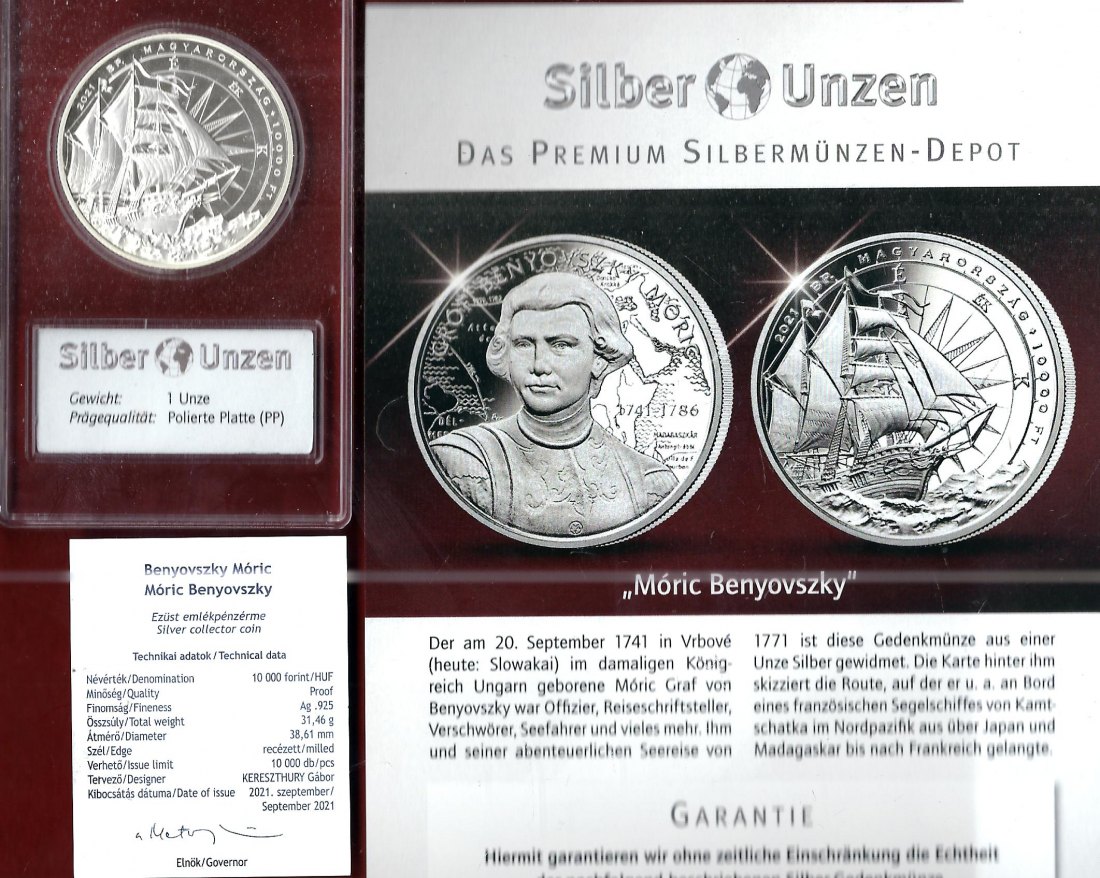 2021 BP. MAGYARORSZÁG + 10000 FT
É
ÉK
K
Silber Unzen
Gewicht: 1 Unze
Prägequalität: Polierte Platte (PP)
Benyovszky Móric
Móric Benyovszky
Ezüst emlékpénzérme
Silver collector coin
Technikai adatok / Technical data
Névérték/Denomination 10 000 forint/HUF
Minőség/Quality Proof
Finomság/Fineness Ag .925
Összsúly/Total weight 31,46 g
Átmérő/Diameter 38,61 mm
Szél/Edge recézett/milled
Verhető/Issue limit 10 000 db/pcs
Tervező/Designer KERESZTHURY Gábor
Kibocsátás dátuma/Date of issue 2021. szeptember/
September 2021
Elnök/Governor
Silber Unzen
DAS PREMIUM SILBERMÜNZEN-DEPOT
GRÓF BENYOVSZKY MÓRIC
1741-1786
MADAGASZKÁR
DÉL-
2021 BP. MAGYARORSZÁG + 10000 FT
É
ÉK
K
„Móric Benyovszky"
Der am 20. September 1741 in Vrbové
(heute: Slowakai) im damaligen König-
reich Ungarn geborene Móric Graf von
Benyovszky war Offizier, Reiseschriftsteller,
Verschwörer, Seefahrer und vieles mehr. Ihm
und seiner abenteuerlichen Seereise von
1771 ist diese Gedenkmünze aus einer
Unze Silber gewidmet. Die Karte hinter ihm
skizziert die Route, auf der er u. a. an Bord
eines französischen Segelschiffes von Kamt-
schatka im Nordpazifik aus über Japan und
Madagaskar bis nach Frankreich gelangte.
GARANTIE
Hiermit garantieren wir ohne zeitliche Einschränkung die Echtheit